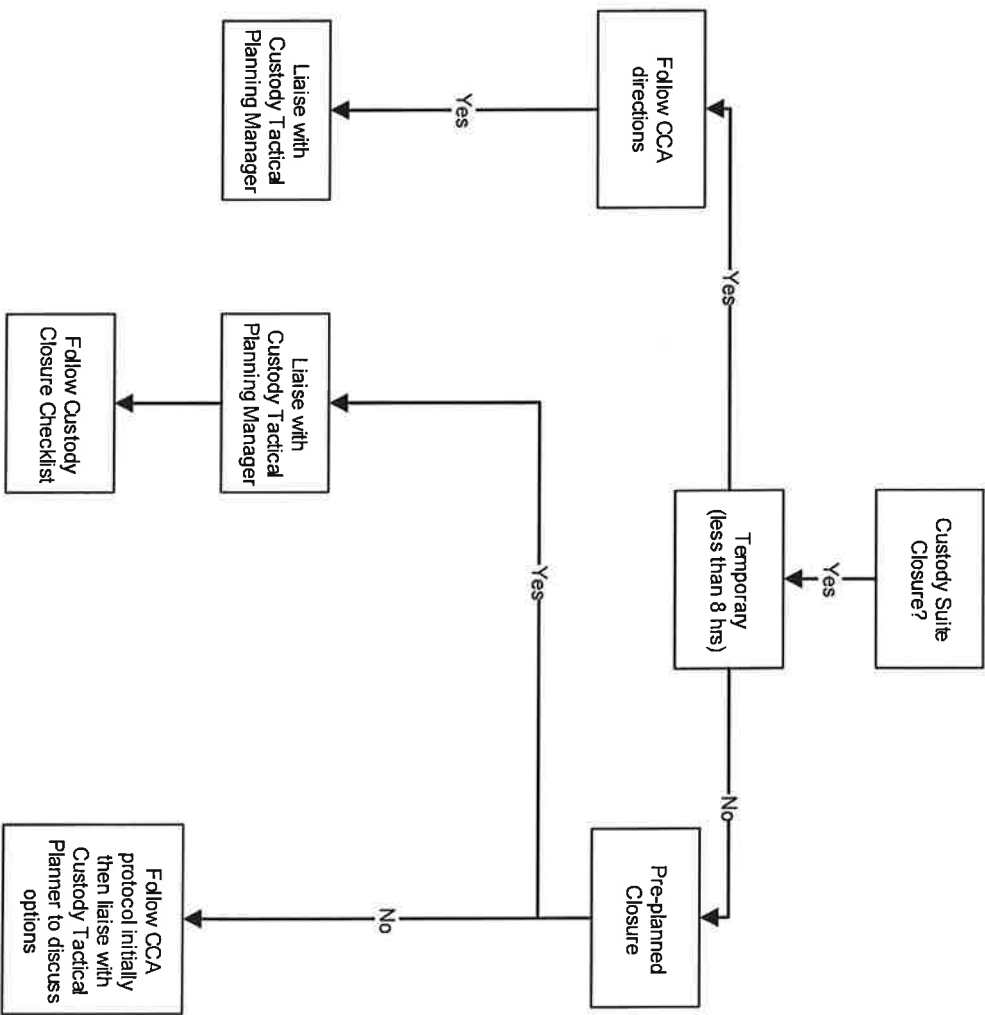 Custody Suite
Closure?
Yes
Temporary
(less than 8 hrs)
Yes
No
Follow CCA
directions
Pre-planned
Closure
Yes
Yes
No
Liaise with
Custody Tactical
Planning Manager
Liaise with
Custody Tactical
Planning Manager
Follow Custody
Closure Checklist
Follow CCA
protocol initially
then liaise with
Custody Tactical
Planner to discuss
options